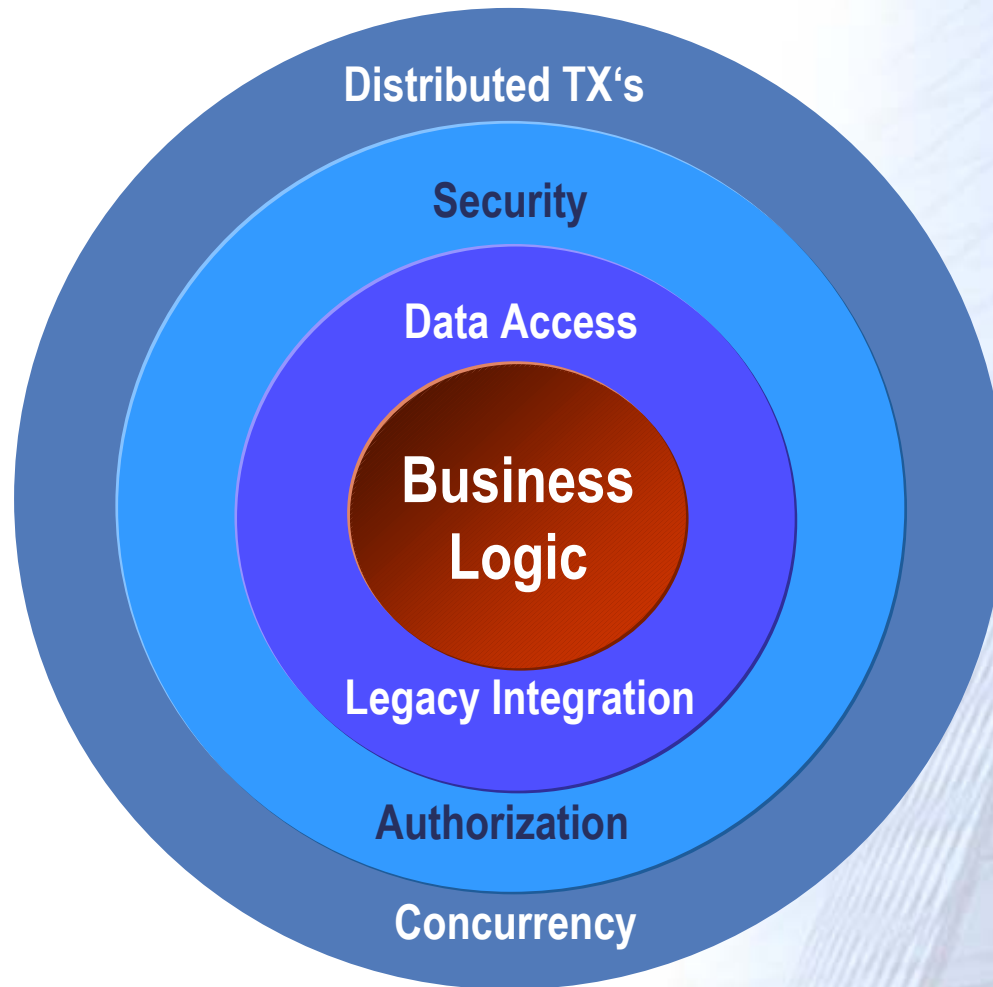 Distributed TX‘s
Security
Data Access
Business
Logic
Legacy Integration
Authorization
Concurrency